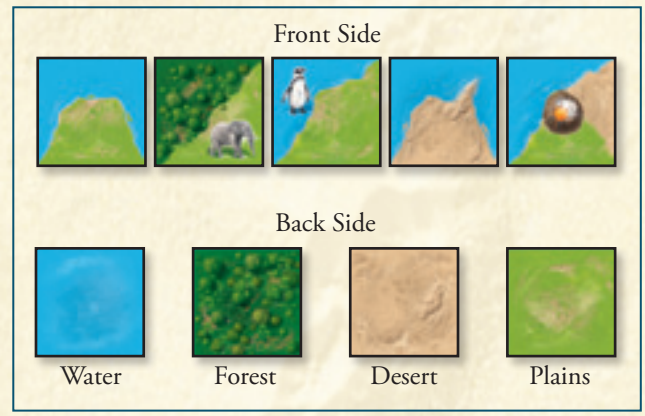 Front Side
Back Side
Water
Forest
Desert
Plains